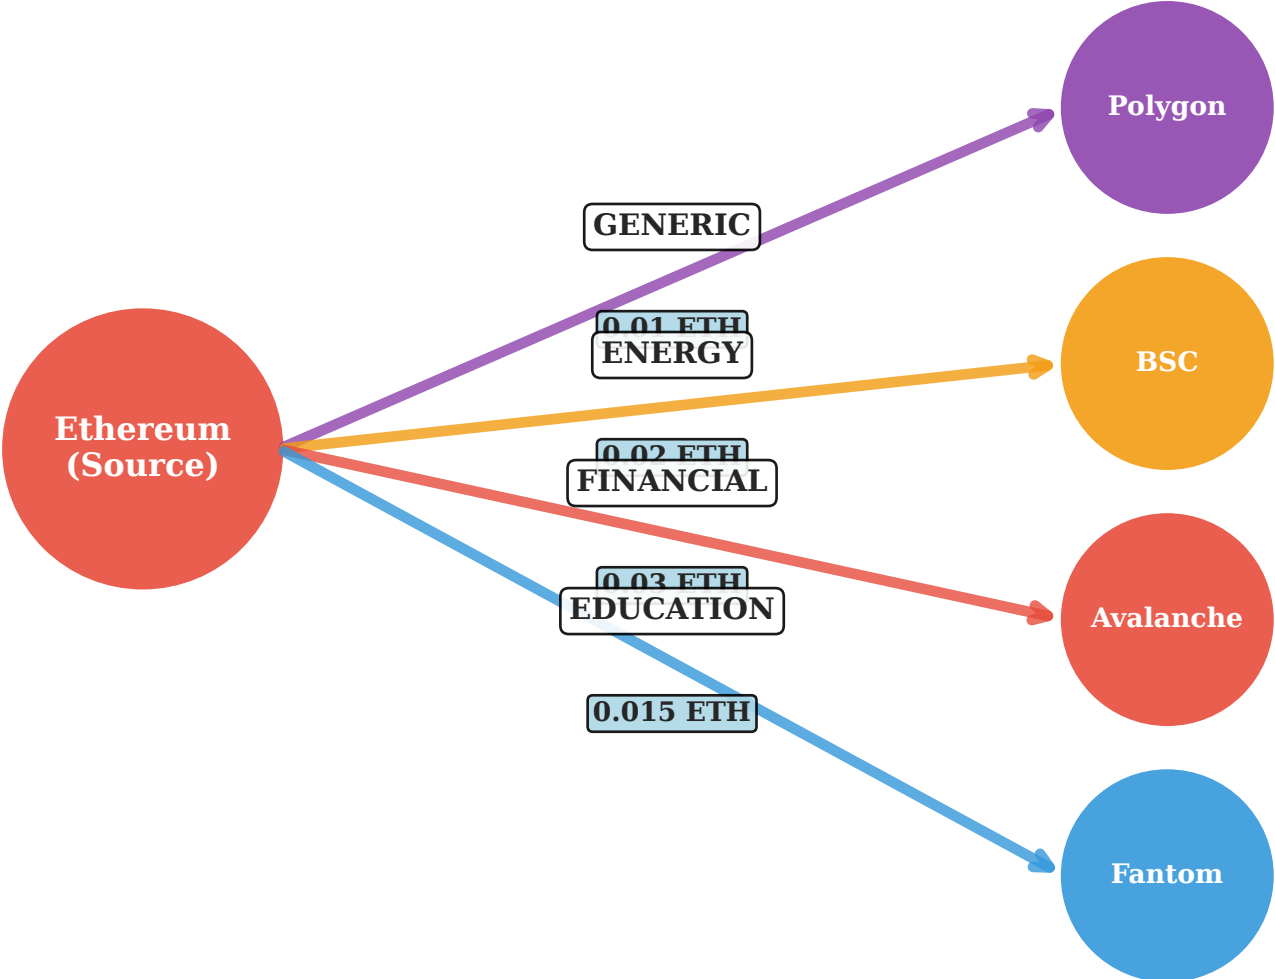 Polygon
GENERIC
0.01 ETH
ENERGY
BSC
Ethereum
(Source)
0.02 ETH
FINANCIAL
0.03 ETH
EDUCATION
Avalanche
0.015 ETH
Fantom